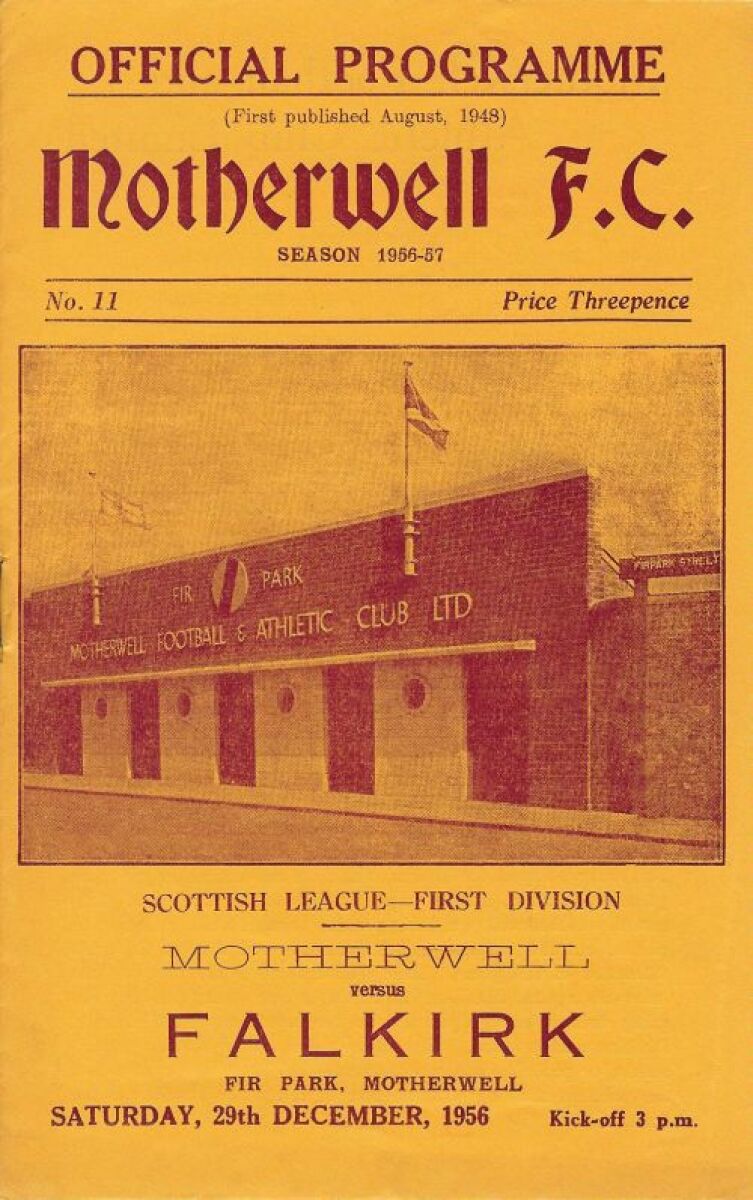 OFFICIAL PROGRAMME
(First published August, 1948)
Motherwell F.C.
SEASON 1956-57
No. 11 Price Threepence
FIR PARK
MOTHERWELL FOOTBALL & ATHLETIC CLUB LTD
FIRPARK STREET
SCOTTISH LEAGUE—FIRST DIVISION
MOTHERWELL
versus
FALKIRK
FIR PARK, MOTHERWELL
SATURDAY, 29th DECEMBER, 1956 Kick-off 3 p.m.